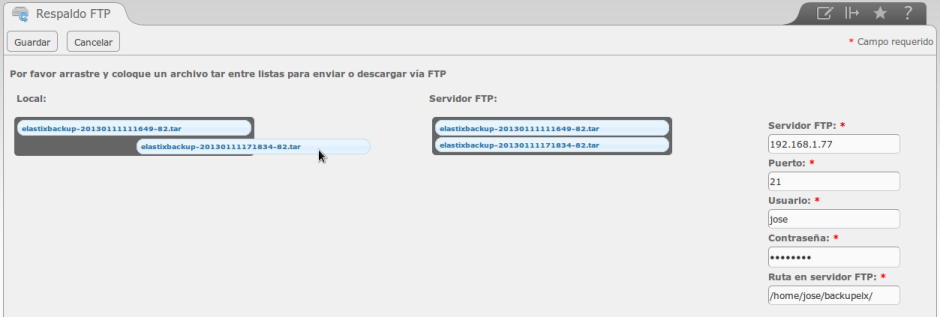 Respaldo FTP
Guardar Cancelar * Campo requerido
Por favor arrastre y coloque un archivo tar entre listas para enviar o descargar vía FTP
Local:
elastixbackup-20130111111649-82.tar
elastixbackup-20130111171834-82.tar
Servidor FTP:
elastixbackup-20130111111649-82.tar
elastixbackup-20130111171834-82.tar
Servidor FTP: *
192.168.1.77
Puerto: *
21
Usuario: *
jose
Contraseña: *
••••••••
Ruta en servidor FTP: *
/home/jose/backupelx/